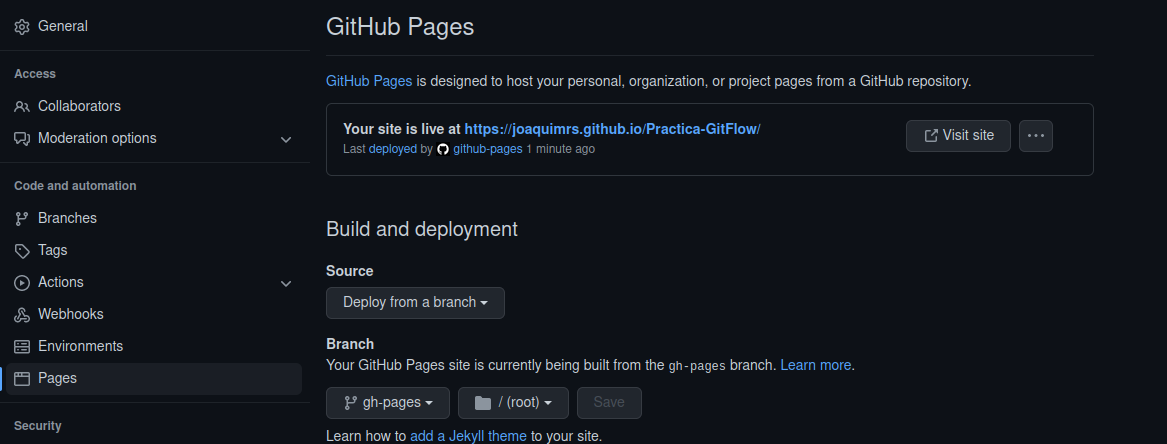 General
Access
Collaborators
Moderation options
Code and automation
Branches
Tags
Actions
Webhooks
Environments
Pages
Security
GitHub Pages
GitHub Pages is designed to host your personal, organization, or project pages from a GitHub repository.
Your site is live at https://joaquimrs.github.io/Practica-GitFlow/
Last deployed by github-pages 1 minute ago
Visit site
Build and deployment
Source
Deploy from a branch
Branch
Your GitHub Pages site is currently being built from the gh-pages branch. Learn more.
gh-pages
/ (root)
Save
Learn how to add a Jekyll theme to your site.